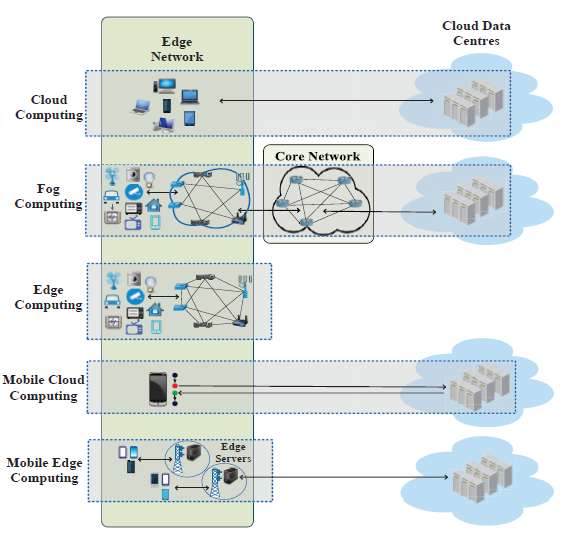 Edge
Network
Cloud Data
Centres
Cloud
Computing
Core Network
Fog
Computing
Edge
Computing
Mobile Cloud
Computing
Edge
Servers
Mobile Edge
Computing